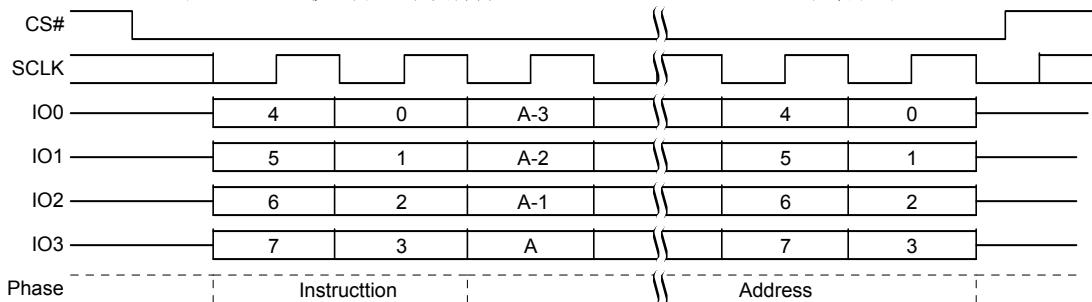 CS#
SCLK
IO0 4 0 A-3 4 0
IO1 5 1 A-2 5 1
IO2 6 2 A-1 6 2
IO3 7 3 A 7 3
Phase Instructtion Address